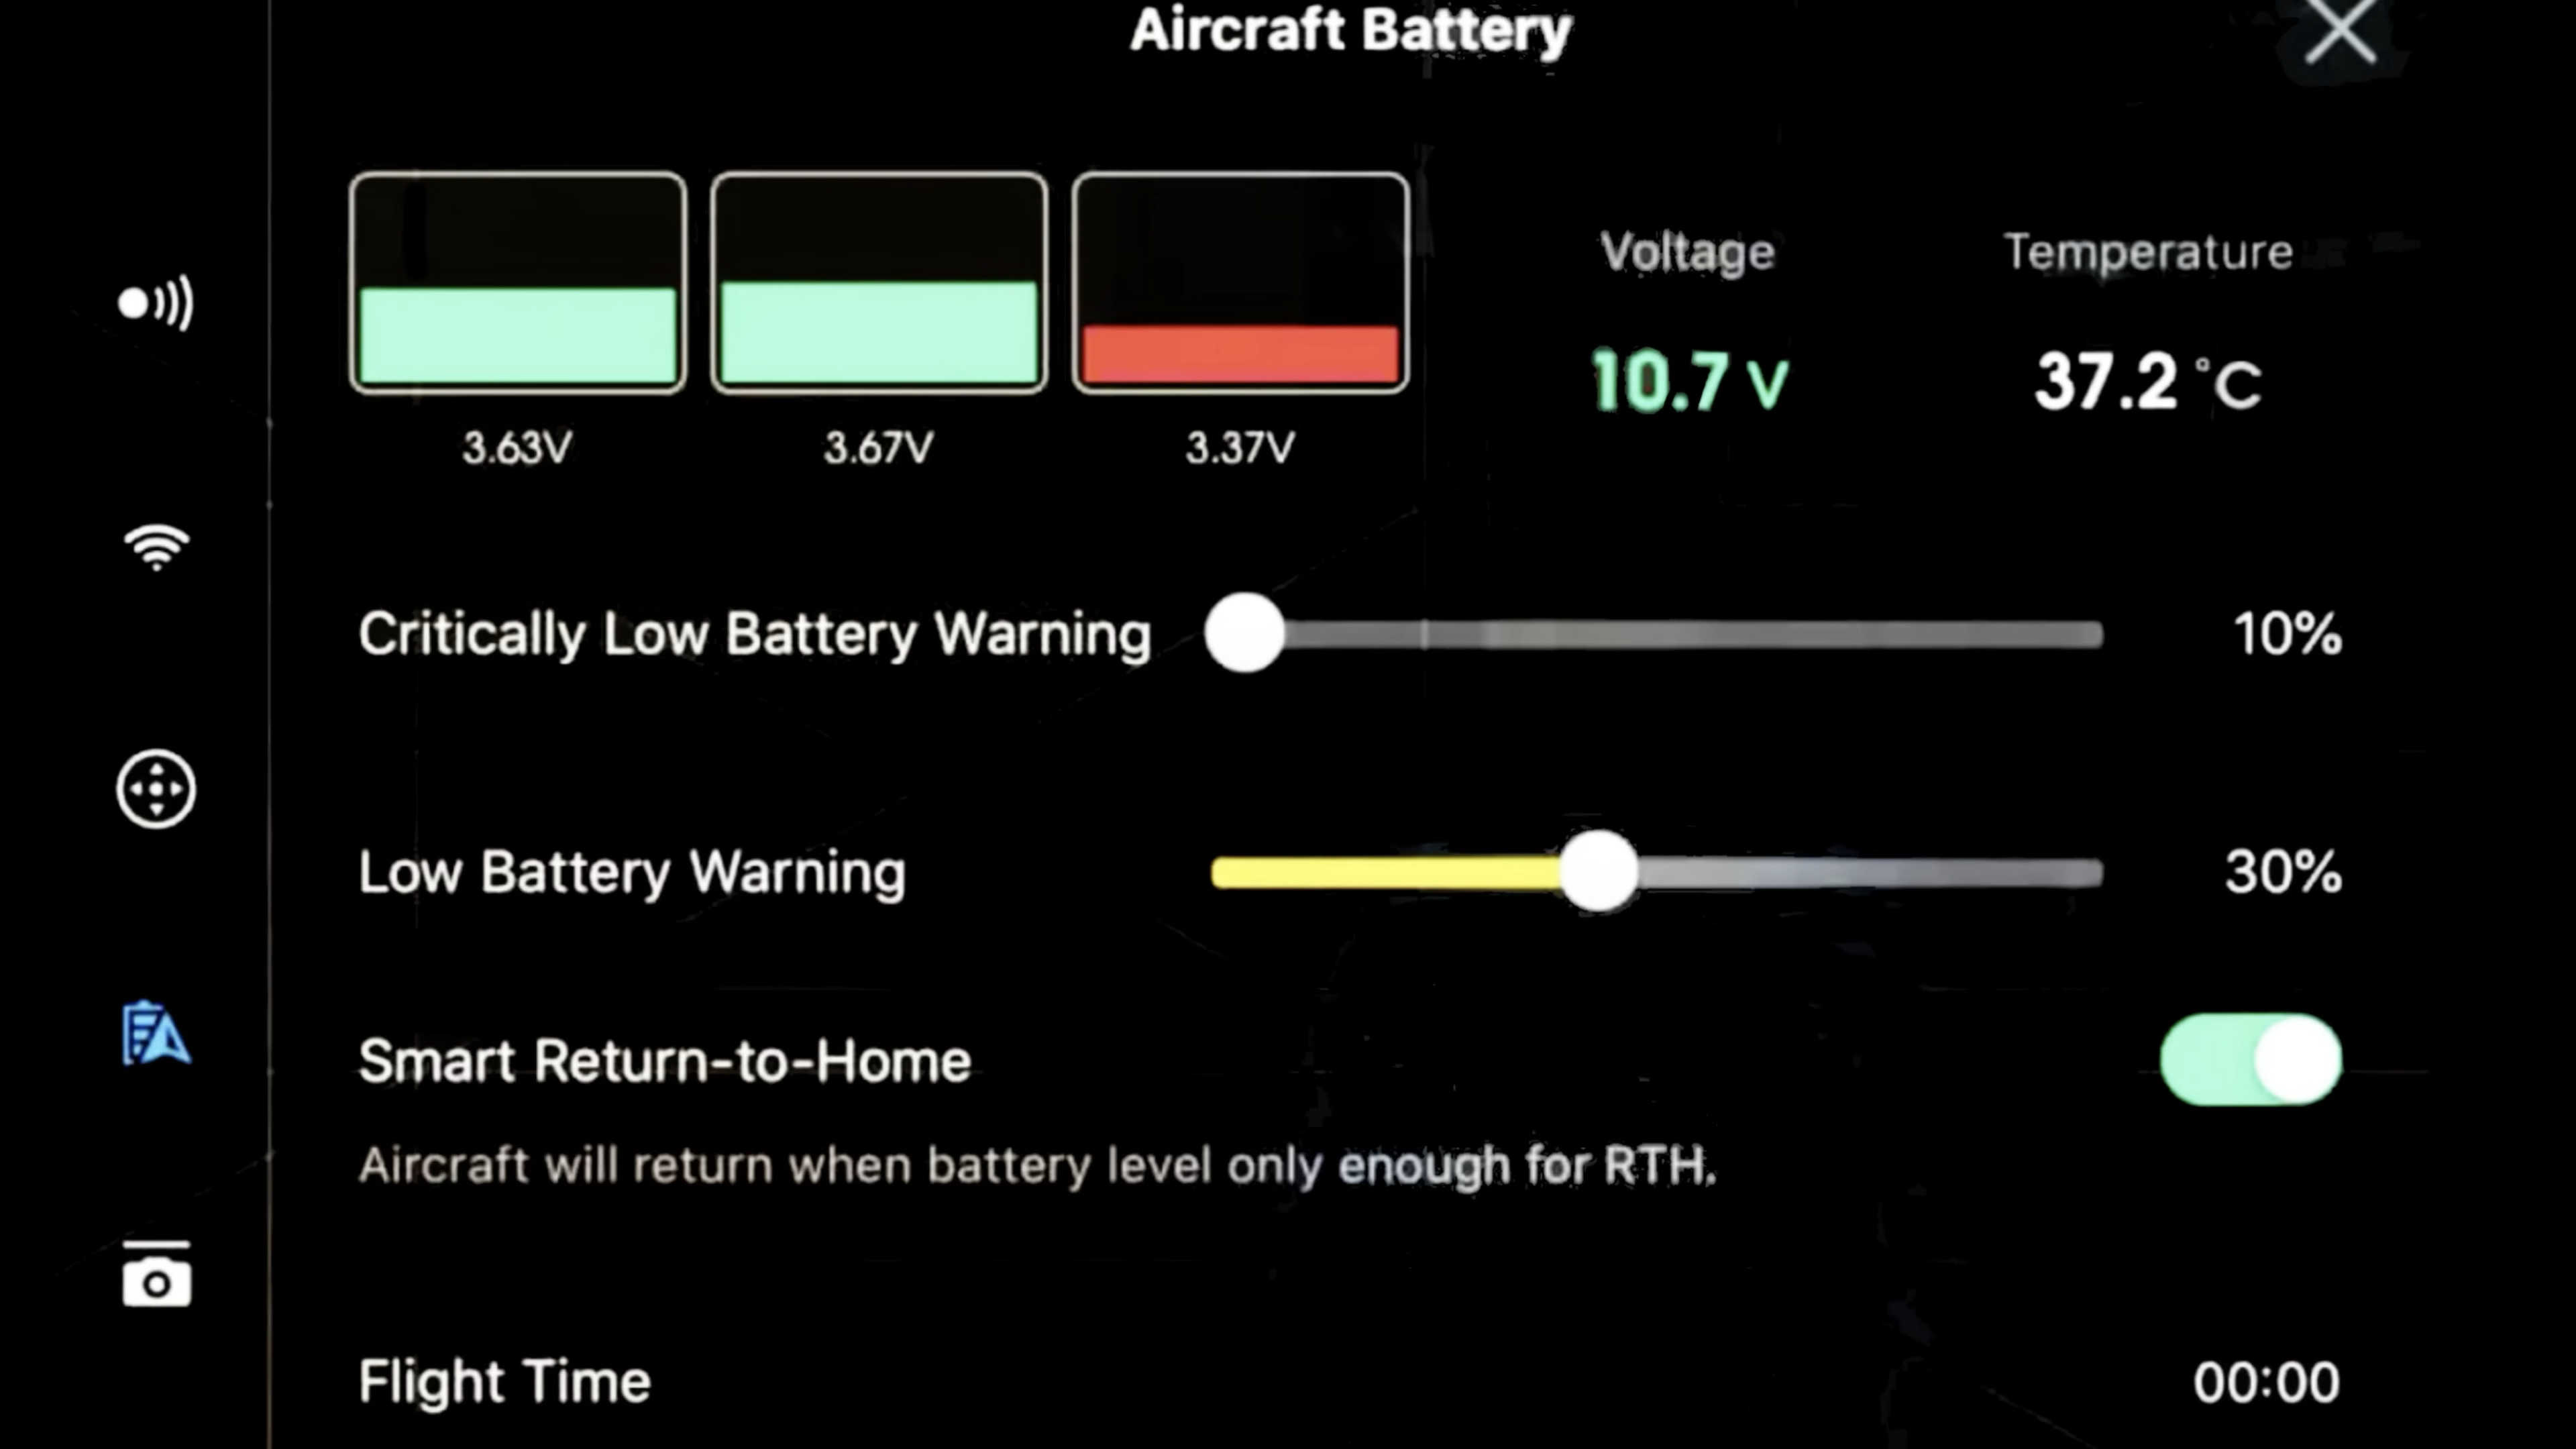 Aircraft Battery
Voltage
Temperature
10.7 V
37.2 °C
3.63V
3.67V
3.37V
Critically Low Battery Warning
10%
Low Battery Warning
30%
Smart Return-to-Home
Aircraft will return when battery level only enough for RTH.
Flight Time
00:00